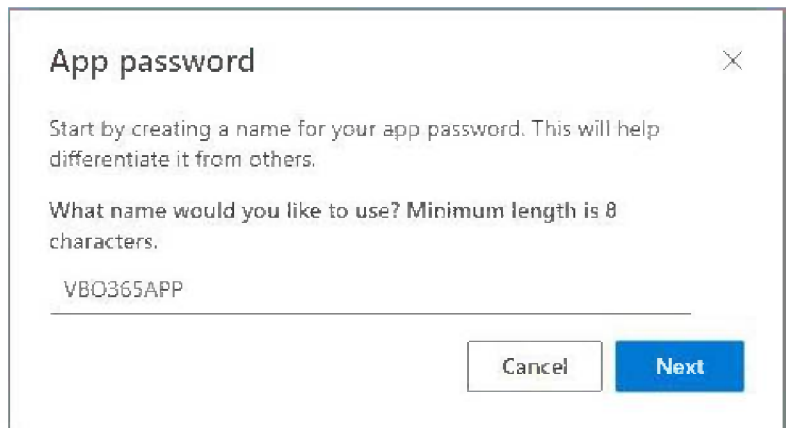 App password
Start by creating a name for your app password. This will help
differentiate it from others.
What name would you like to use? Minimum length is 8
characters.
VBO365APP
Cancel
Next